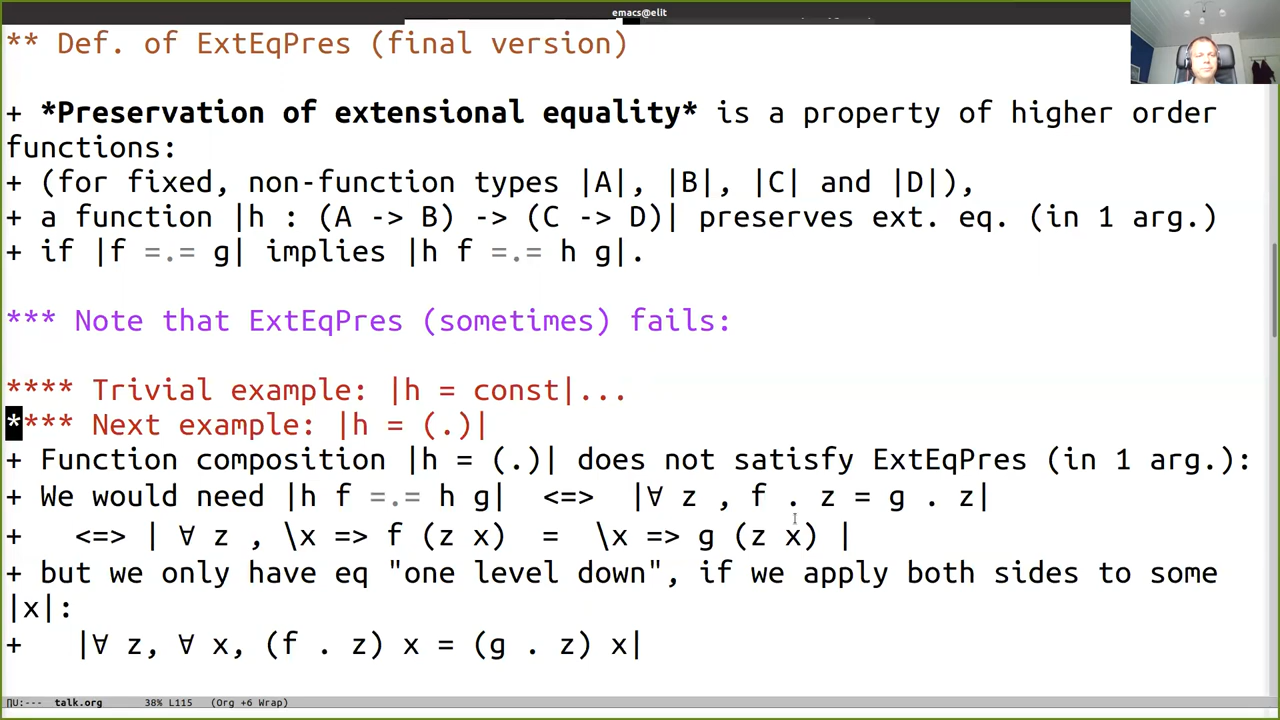 emacs@elit
** Def. of ExtEqPres (final version)
+ *Preservation of extensional equality* is a property of higher order
functions:
+ (for fixed, non-function types |A|, |B|, |C| and |D|),
+ a function |h : (A -> B) -> (C -> D)| preserves ext. eq. (in 1 arg.)
+ if |f =.= g| implies |h f =.= h g|.
*** Note that ExtEqPres (sometimes) fails:
**** Trivial example: |h = const|...
**** Next example: |h = (.)|
+ Function composition |h = (.)| does not satisfy ExtEqPres (in 1 arg.):
+ We would need |h f =.= h g|  <=>  |∀ z , f . z = g . z|
+   <=> | ∀ z , \x => f (z x)  =  \x => g (z x) |
+ but we only have eq "one level down", if we apply both sides to some
|x|:
+   |∀ z, ∀ x, (f . z) x = (g . z) x|
∏U:--- talk.org 38% L115 (Org +6 Wrap)